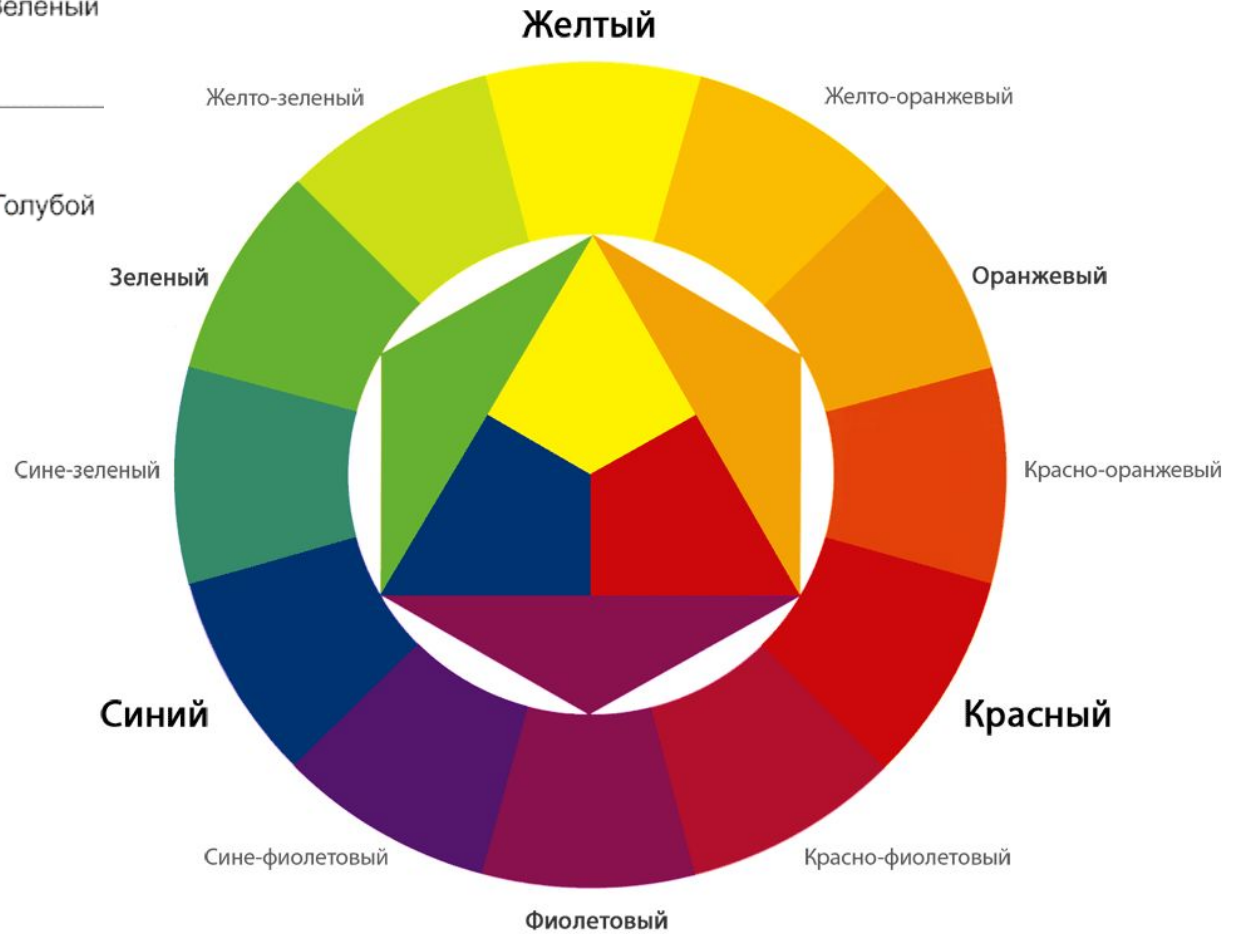 Зеленый
Желтый
Желто-зеленый
Желто-оранжевый
Голубой
Зеленый
Оранжевый
Сине-зеленый
Красно-оранжевый
Синий
Красный
Сине-фиолетовый
Красно-фиолетовый
Фиолетовый